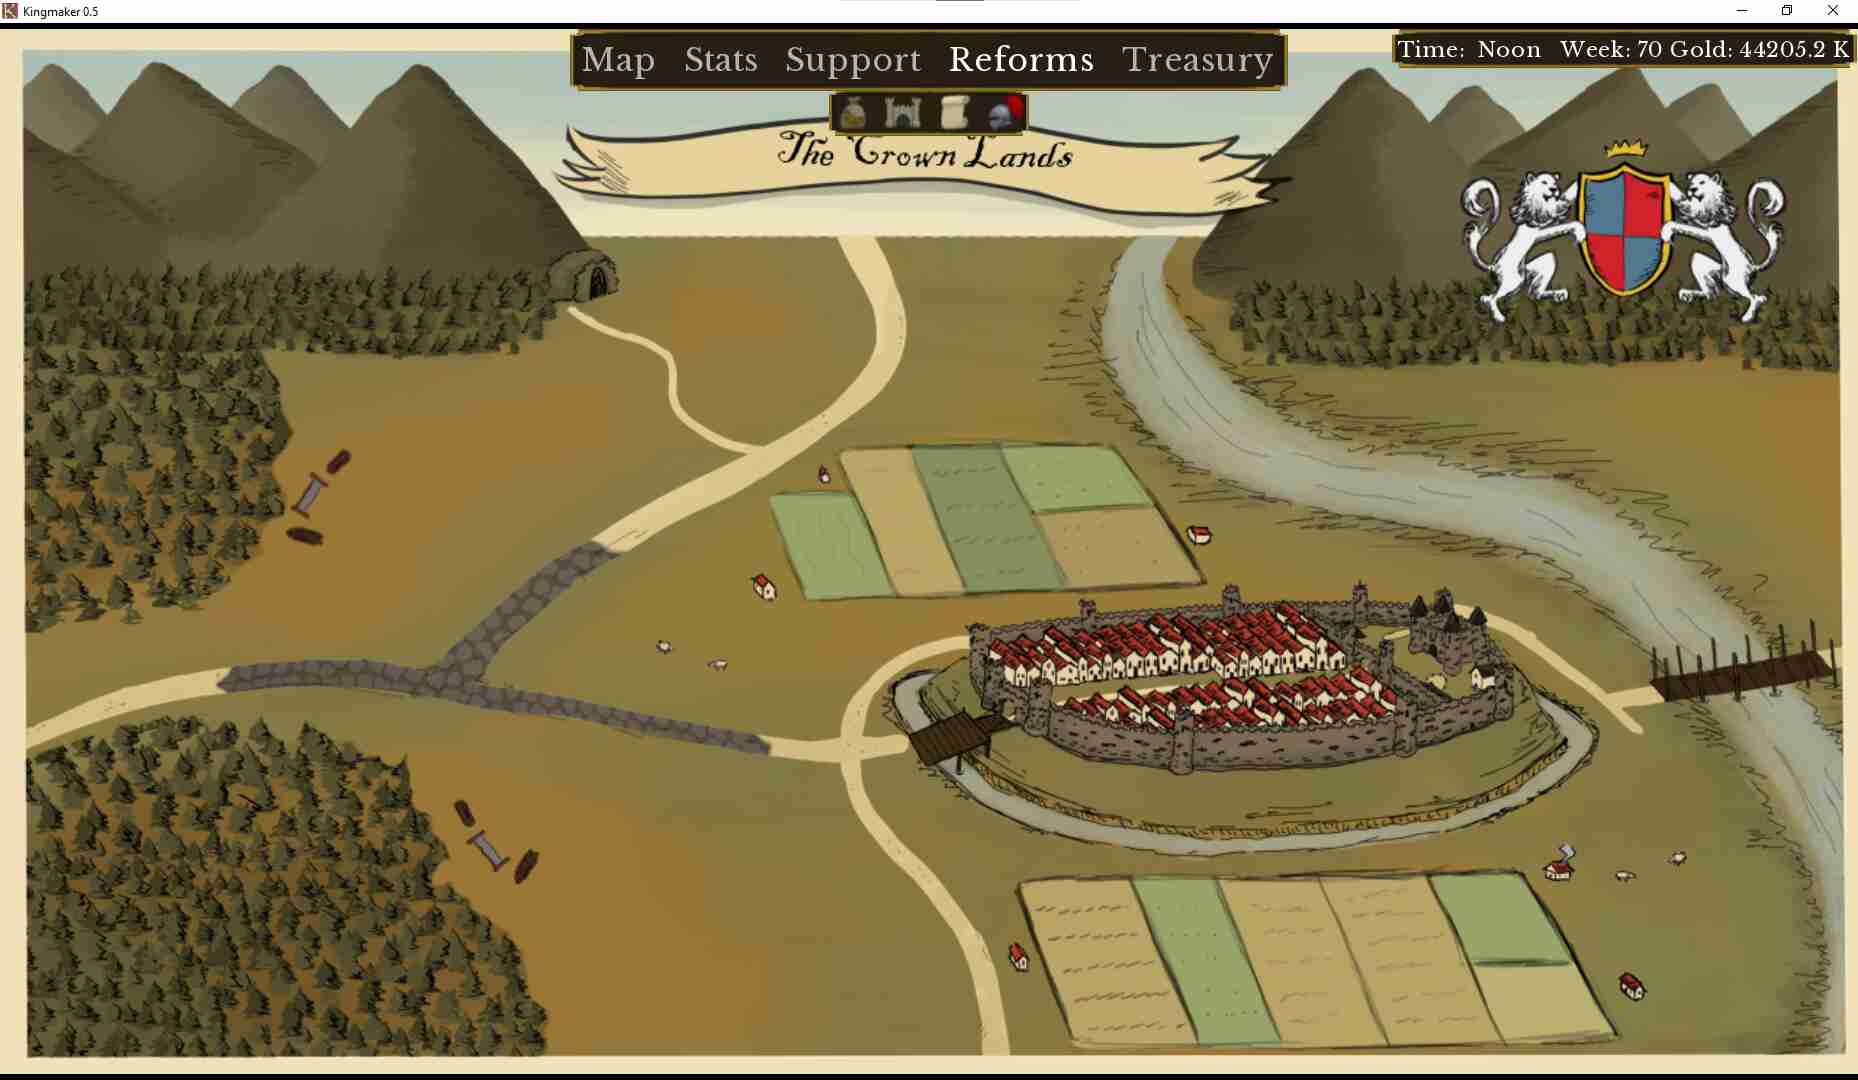 Kingmaker 0.5
Map Stats Support Reforms Treasury
Time: Noon Week: 70 Gold: 44205.2 K
The Crown Lands